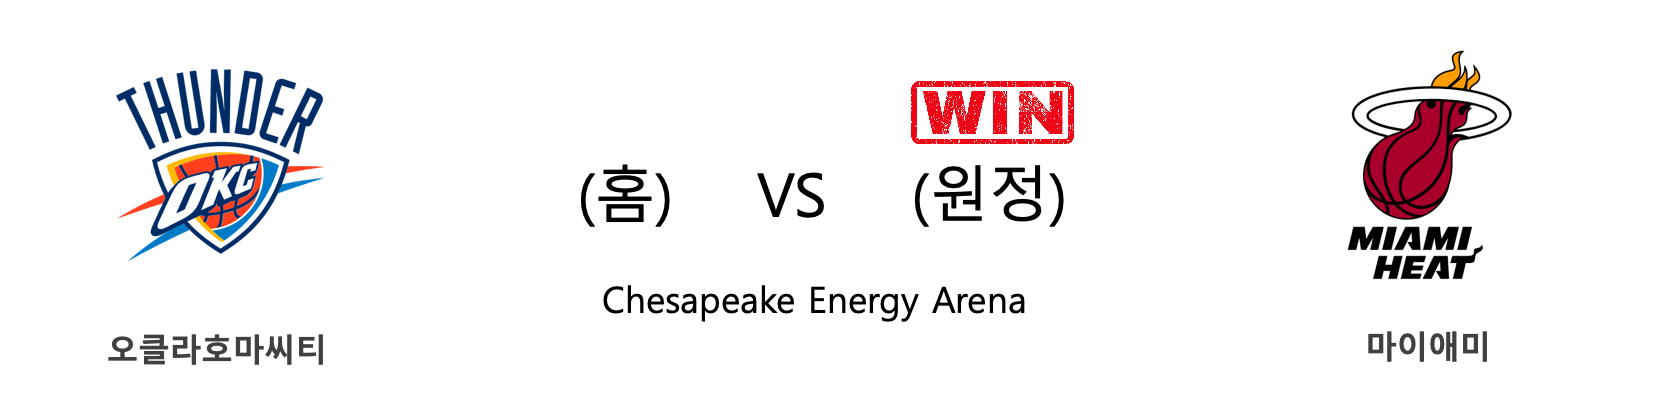 THUNDER
OKC
WIN
(홈) VS (원정)
MIAMI
HEAT
Chesapeake Energy Arena
오클라호마씨티
마이애미